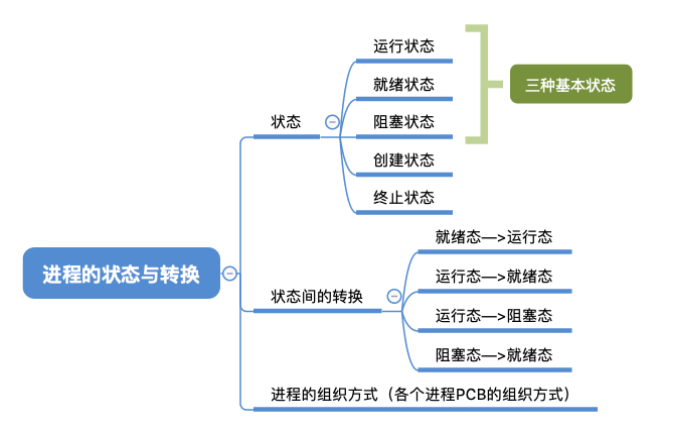 运行状态
就绪状态
三种基本状态
状态
阻塞状态
创建状态
终止状态
就绪态—>运行态
进程的状态与转换
运行态—>就绪态
状态间的转换
运行态—>阻塞态
阻塞态—>就绪态
进程的组织方式（各个进程PCB的组织方式）